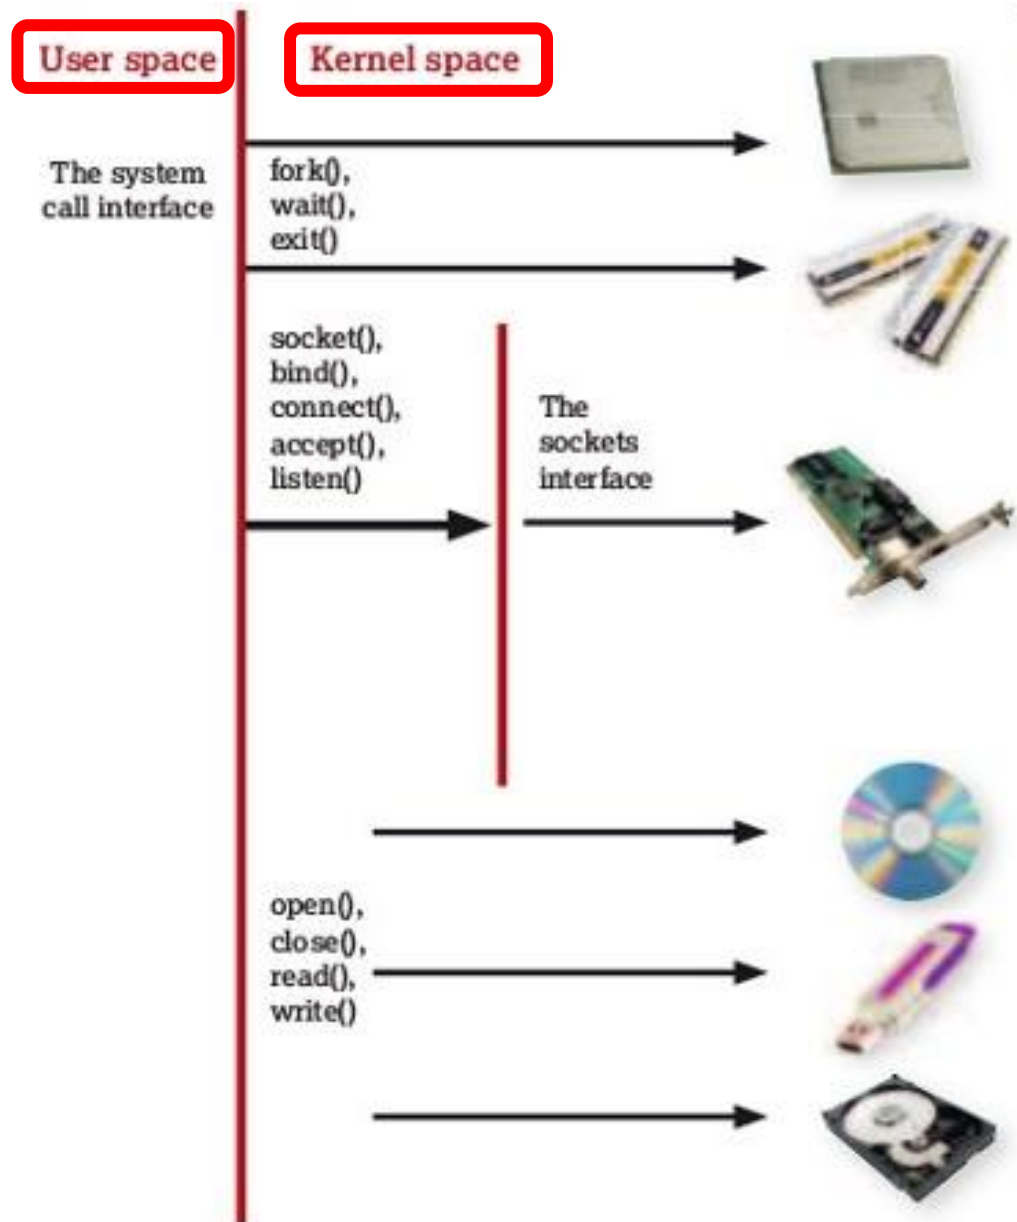 User space
Kernel space
The system
call interface
fork(),
wait(),
exit()
socket(),
bind(),
connect(),
accept(),
listen()
The
sockets
interface
open(),
close(),
read(),
write()